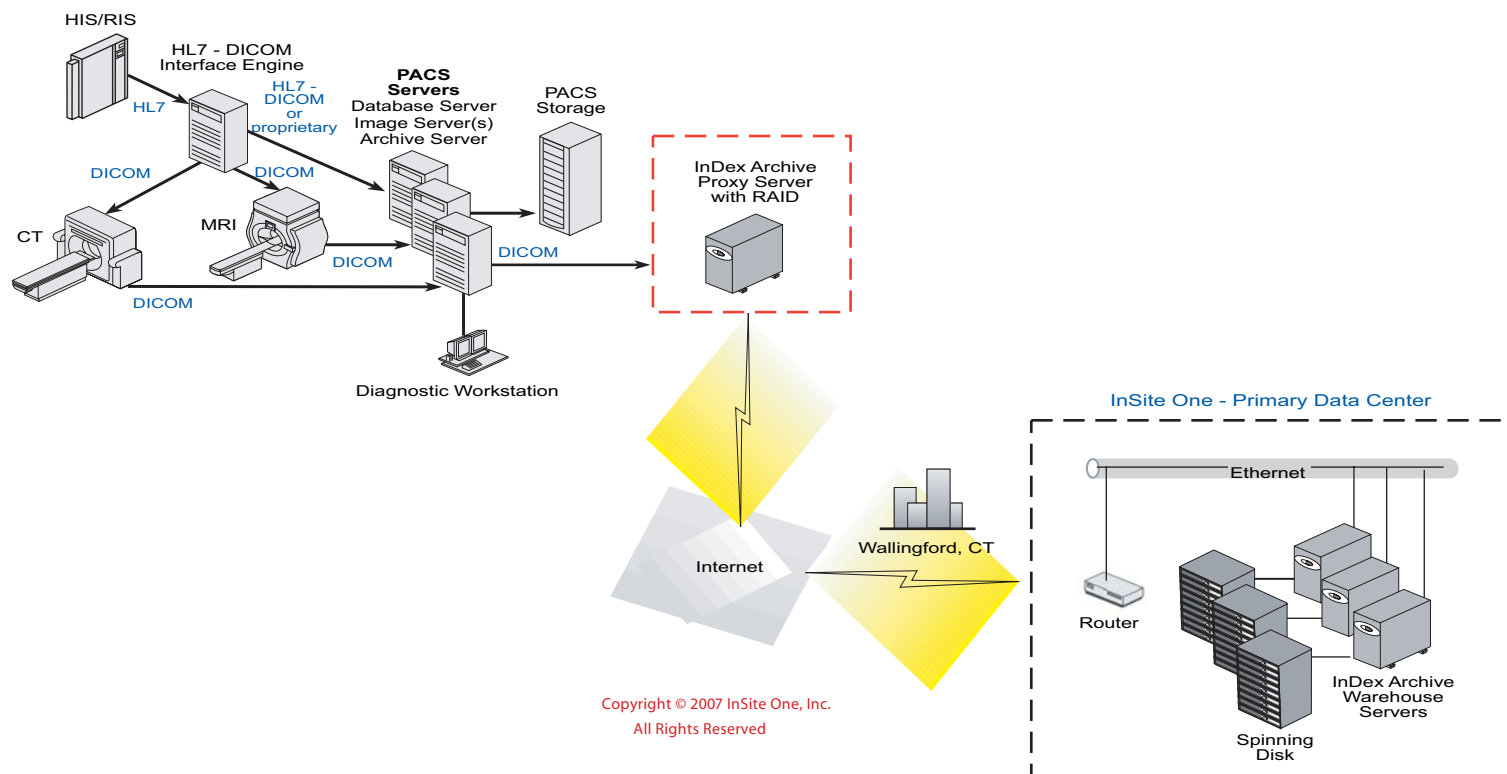 HIS/RIS
HL7 - DICOM
Interface Engine
HL7
HL7 -
DICOM
or
proprietary
PACS
Servers
Database Server
Image Server(s)
Archive Server
PACS
Storage
DICOM
DICOM
CT
MRI
DICOM
DICOM
DICOM
InDex Archive
Proxy Server
with RAID
Diagnostic Workstation
InSite One - Primary Data Center
Ethernet
Wallingford, CT
Internet
Router
InDex Archive
Warehouse
Servers
Spinning
Disk
Copyright © 2007 InSite One, Inc.
All Rights Reserved